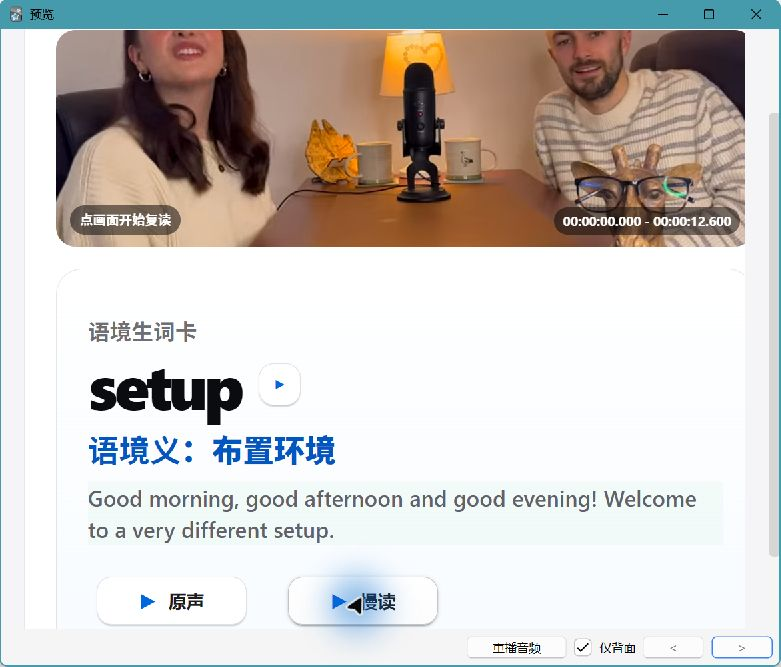 预览
点画面开始复读
00:00:00.000 - 00:00:12.600
语境生词卡
setup
语境义：布置环境
Good morning, good afternoon and good evening! Welcome
to a very different setup.
原声
慢读
重播音频
仅背面
<
>